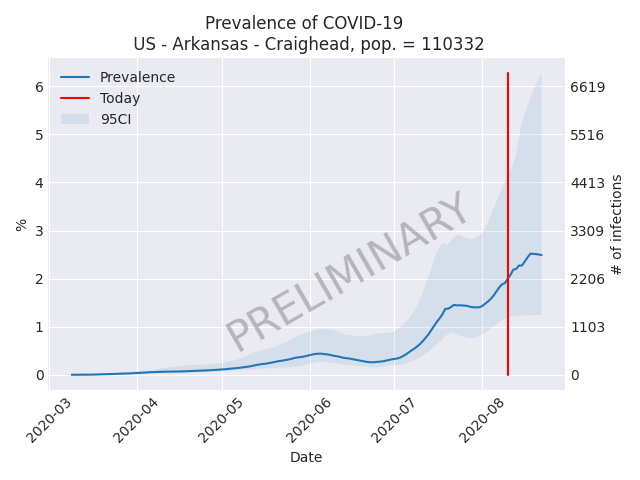 Prevalence of COVID-19
US - Arkansas - Craighead, pop. = 110332
Prevalence
Today
95CI
PRELIMINARY
%
6
5
4
3
2
1
0
6619
5516
4413
3309
2206
1103
0
# of infections
2020-03
2020-04
2020-05
2020-06
2020-07
2020-08
Date